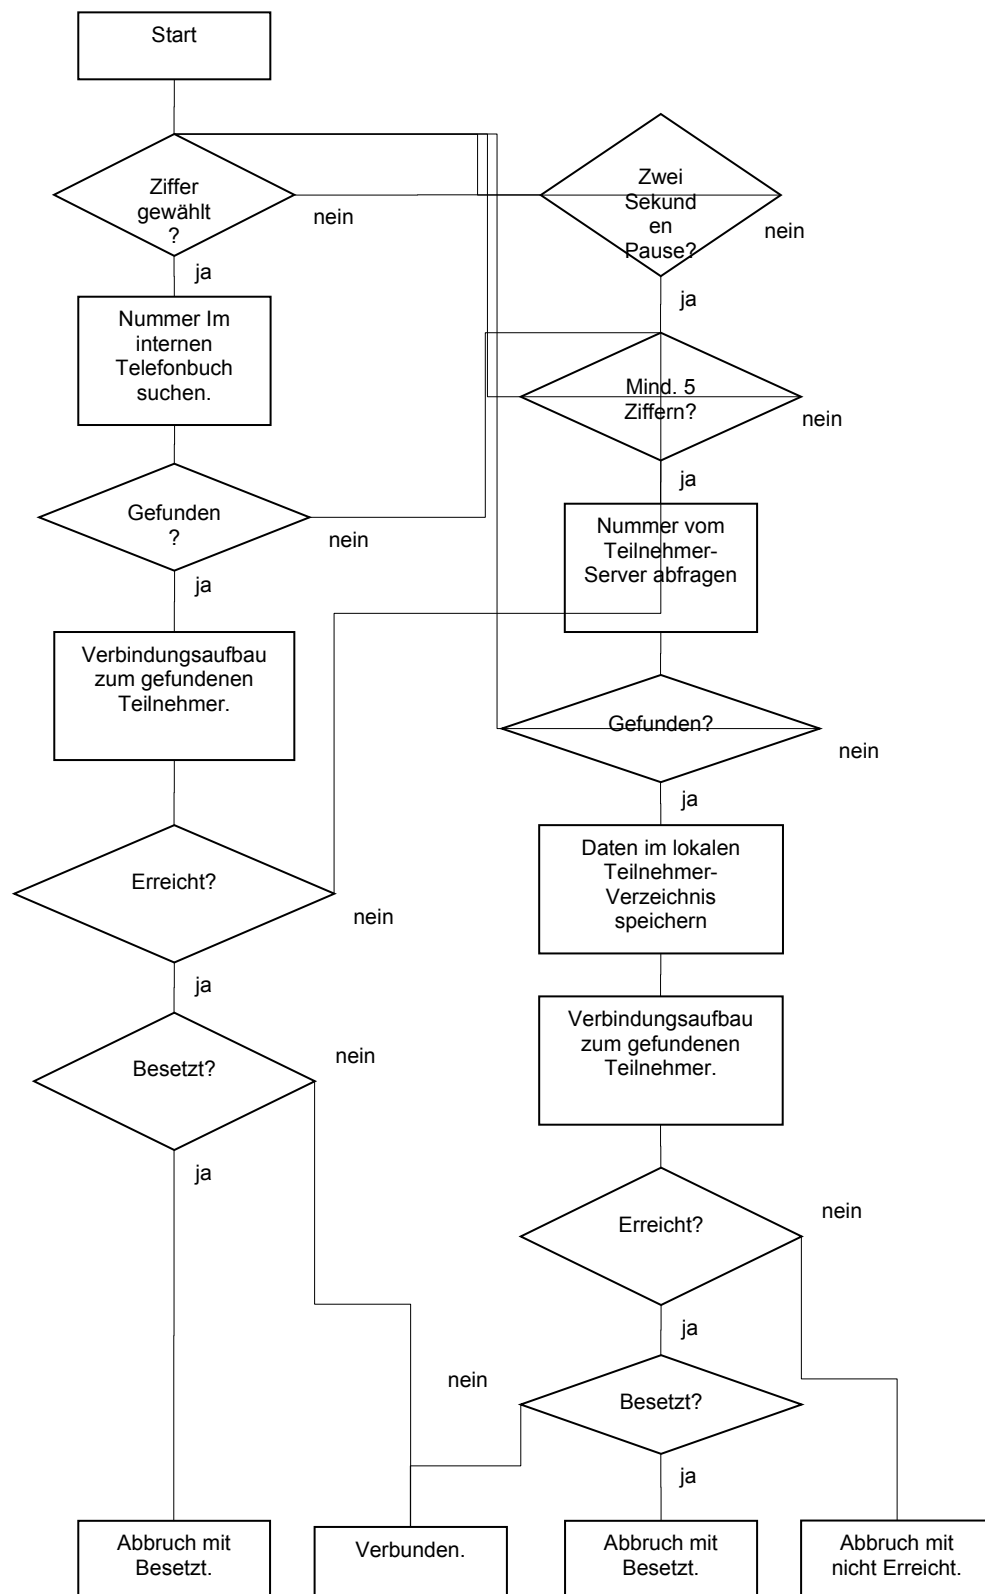 Start
Ziffer
gewählt
?
nein
ja
Zwei
Sekund
en
Pause?
nein
ja
Nummer Im
internen
Telefonbuch
suchen.
Mind. 5
Ziffern?
nein
ja
Gefunden
?
nein
ja
Nummer vom
Teilnehmer-
Server abfragen
Verbindungsaufbau
zum gefundenen
Teilnehmer.
Gefunden?
nein
ja
Erreicht?
nein
ja
Daten im lokalen
Teilnehmer-
Verzeichnis
speichern
Besetzt?
nein
ja
Verbindungsaufbau
zum gefundenen
Teilnehmer.
Erreicht?
nein
ja
Besetzt?
nein
ja
Abbruch mit
Besetzt.
Verbunden.
Abbruch mit
Besetzt.
Abbruch mit
nicht Erreicht.